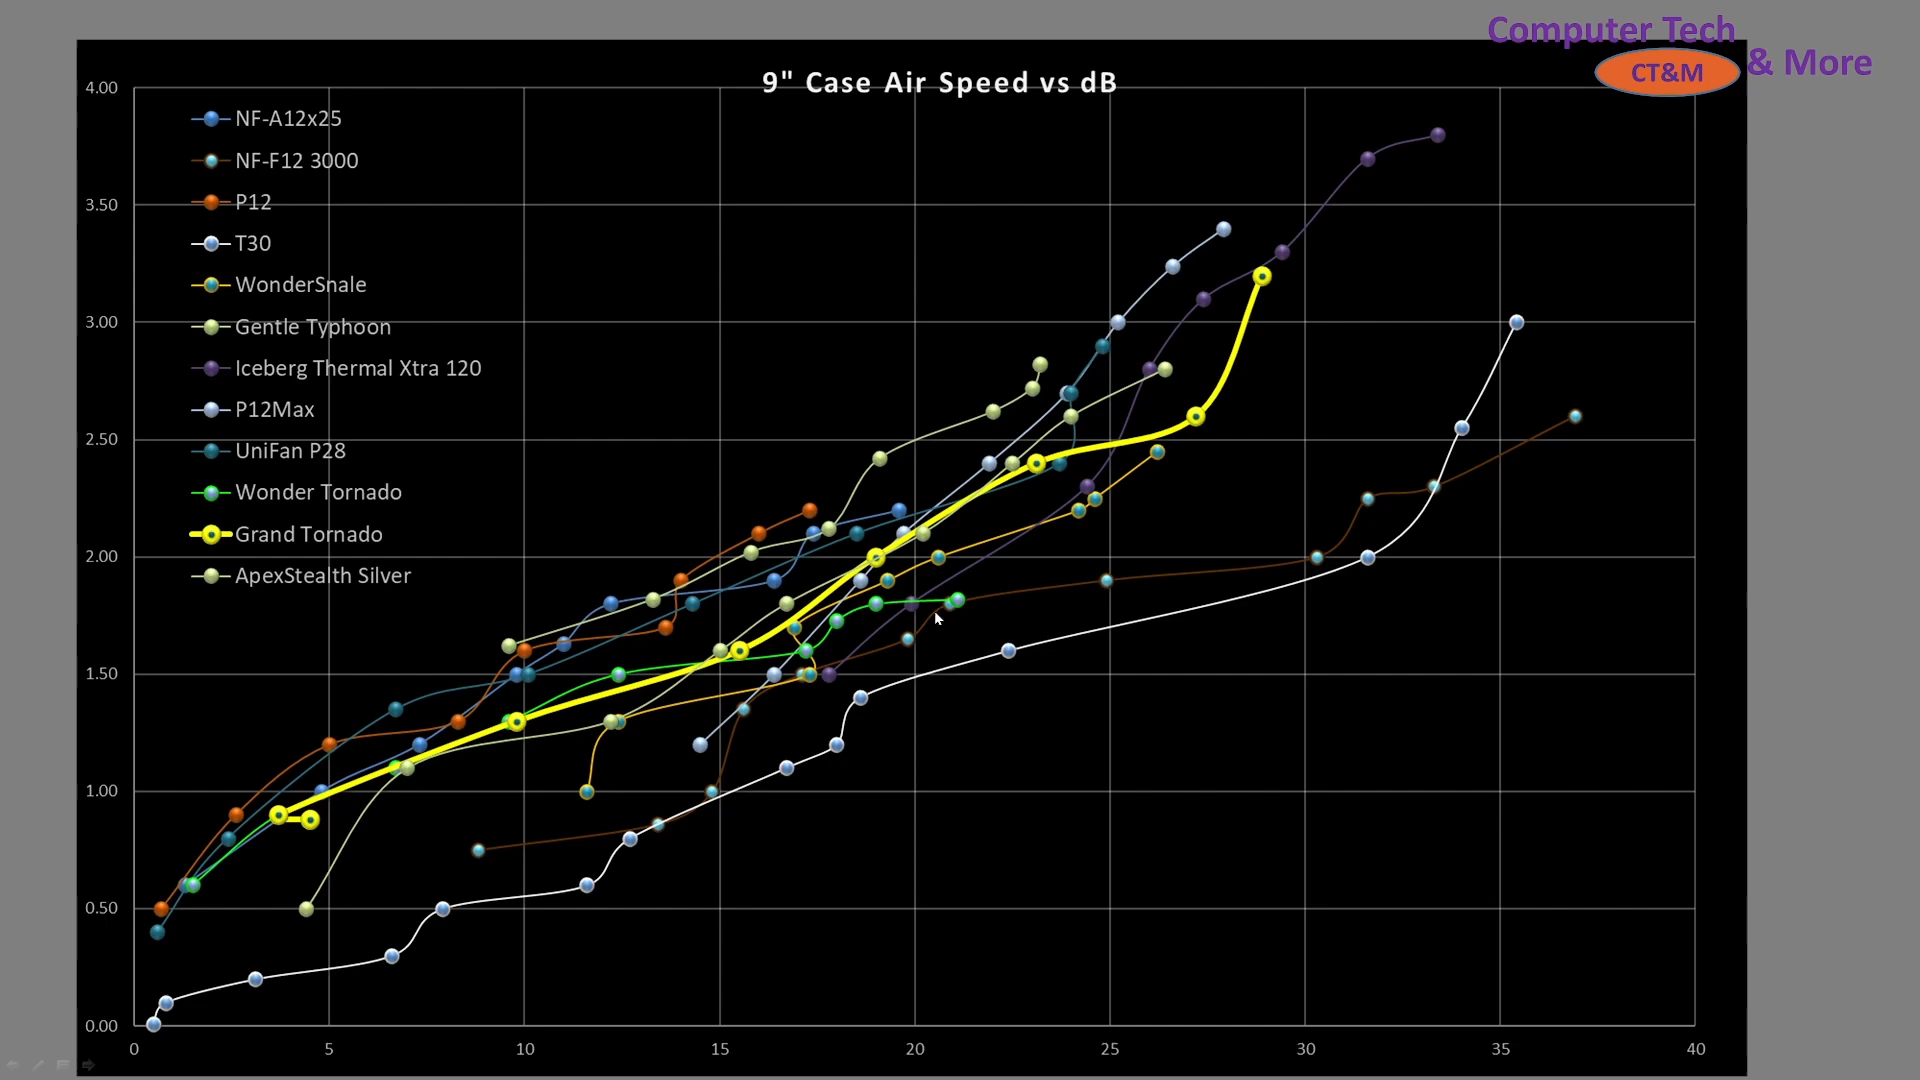 Computer Tech
CT&M
& More
9" Case Air Speed vs dB
4.00
3.50
3.00
2.50
2.00
1.50
1.00
0.50
0.00
NF-A12x25
NF-F12 3000
P12
T30
WonderSnale
Gentle Typhoon
Iceberg Thermal Xtra 120
P12Max
UniFan P28
Wonder Tornado
Grand Tornado
ApexStealth Silver
0 5 10 15 20 25 30 35 40